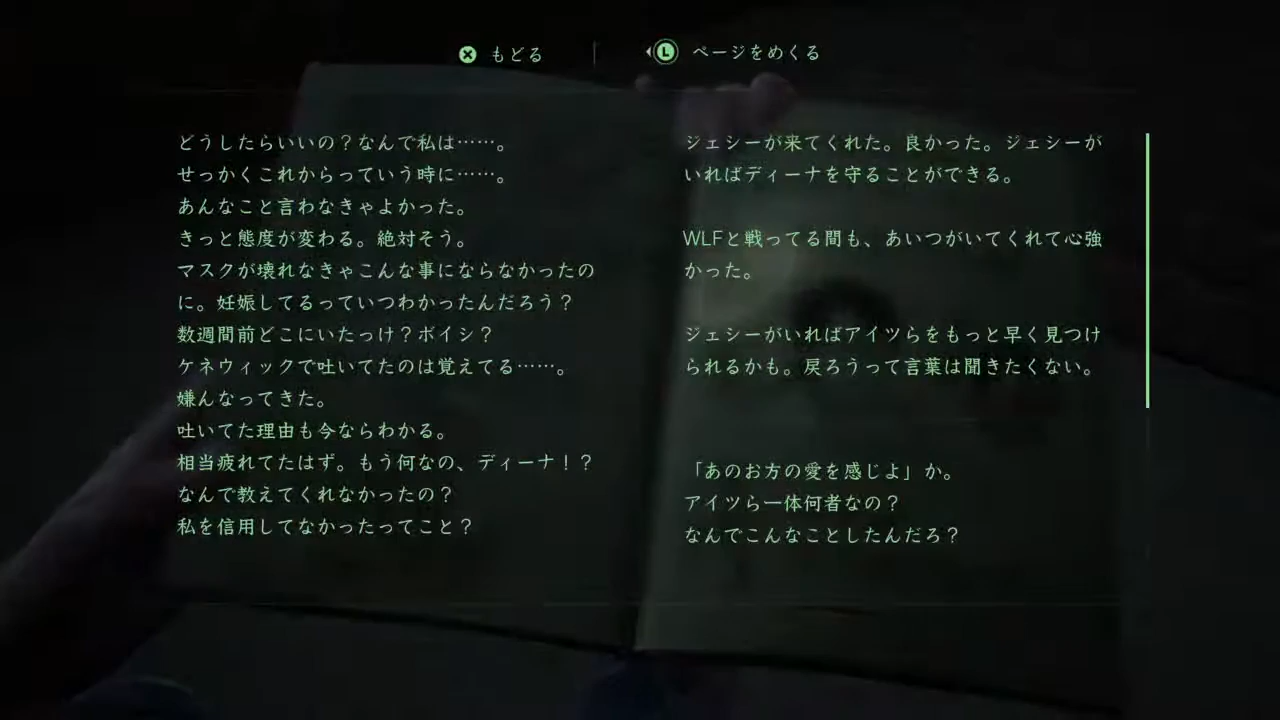 もどる
ページをめくる
どうしたらいいの？なんで私は……。
せっかくこれからっていう時に……。
あんなこと言わなきゃよかった。
きっと態度が変わる。絶対そう。
マスクが壊れなきゃこんな事にならなかったの
に。妊娠してるっていつわかったんだろう？
数週間前どこにいたっけ？ボイシ？
ケネウィックで吐いてたのは覚えてる……。
嫌んなってきた。
吐いてた理由も今ならわかる。
相当疲れてたはず。もう何なの、ディーナ！？
なんで教えてくれなかったの？
私を信用してなかったってこと？
ジェシーが来てくれた。良かった。ジェシーが
いればディーナを守ることができる。
WLFと戦ってる間も、あいつがいてくれて心強
かった。
ジェシーがいればアイツらをもっと早く見つけ
られるかも。戻ろうって言葉は聞きたくない。
「あのお方の愛を感じよ」か。
アイツら一体何者なの？
なんでこんなことしたんだろ？